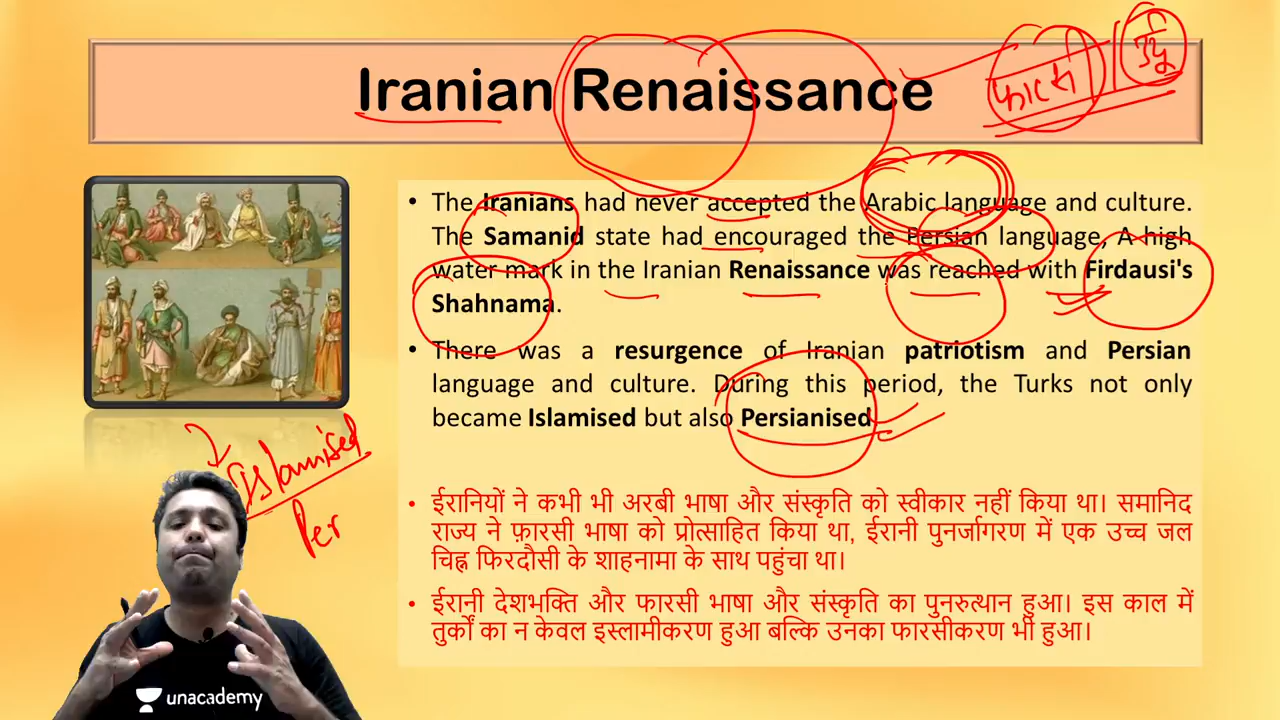 Iranian Renaissance
फारसी / उर्दू
• The Iranians had never accepted the Arabic language and culture.
The Samanid state had encouraged the Persian language, A high
water mark in the Iranian Renaissance was reached with Firdausi's
Shahnama.
• There was a resurgence of Iranian patriotism and Persian
language and culture. During this period, the Turks not only
became Islamised but also Persianised
Islamised
Per
• ईरानियों ने कभी भी अरबी भाषा और संस्कृति को स्वीकार नहीं किया था। समानिद
राज्य ने फ़ारसी भाषा को प्रोत्साहित किया था, ईरानी पुनर्जागरण में एक उच्च जल
चिह्न फिरदौसी के शाहनामा के साथ पहुंचा था।
• ईरानी देशभक्ति और फारसी भाषा और संस्कृति का पुनरुत्थान हुआ। इस काल में
तुर्कों का न केवल इस्लामीकरण हुआ बल्कि उनका फारसीकरण भी हुआ।
unacademy